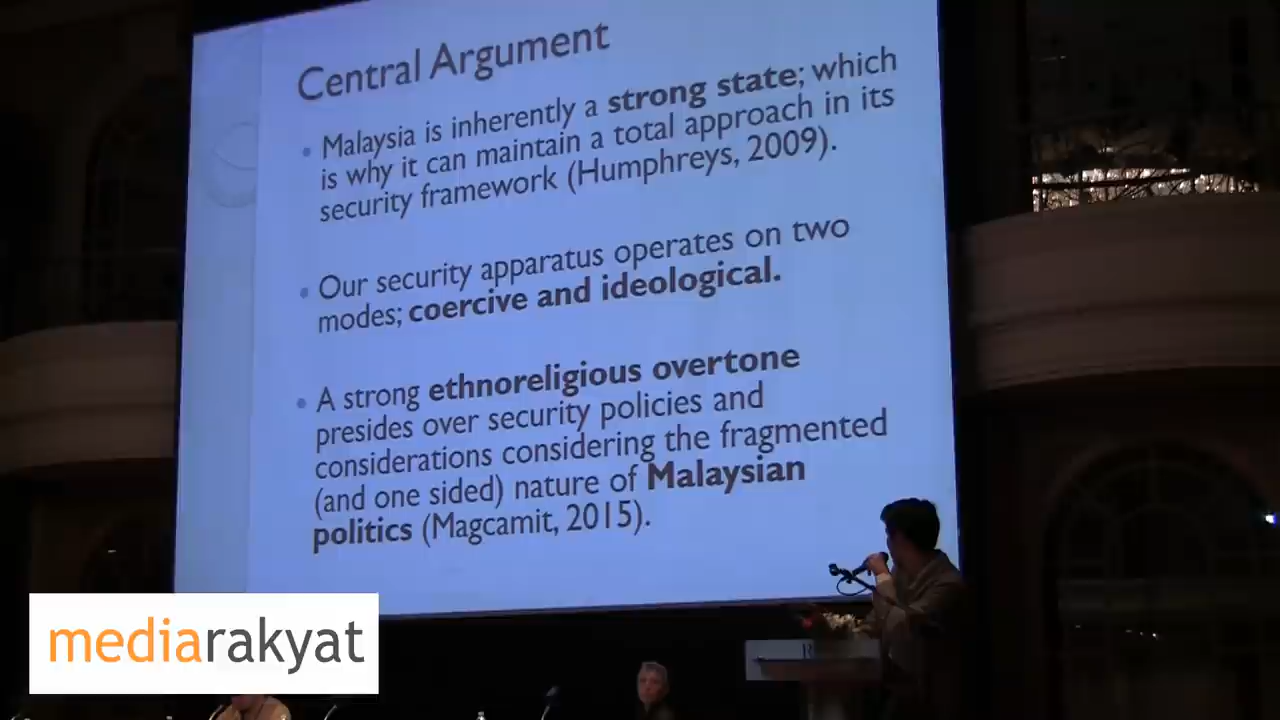 Central Argument
• Malaysia is inherently a strong state; which
is why it can maintain a total approach in its
security framework (Humphreys, 2009).
• Our security apparatus operates on two
modes; coercive and ideological.
• A strong ethnoreligious overtone
presides over security policies and
considerations considering the fragmented
(and one sided) nature of Malaysian
politics (Magcamit, 2015).
mediarakyat